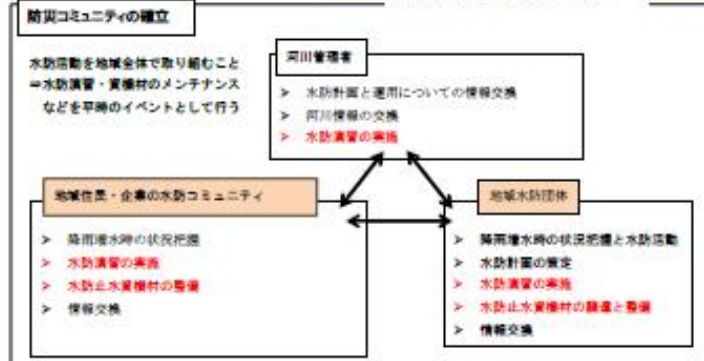 防災コミュニティの確立
水防活動を地域全体で取り組むこと
⇒水防演習・資機材のメンテナンス
などを平時のイベントとして行う
河川管理者
➢ 水防計画と運用についての情報交換
➢ 河川情報の交換
➢ 水防演習の実施
地域住民・企業の水防コミュニティ
➢ 降雨増水時の状況把握
➢ 水防演習の実施
➢ 水防止水資機材の整備
➢ 情報交換
地域水防団体
➢ 降雨増水時の状況把握と水防活動
➢ 水防計画の策定
➢ 水防演習の実施
➢ 水防止水資機材の調達と整備
➢ 情報交換